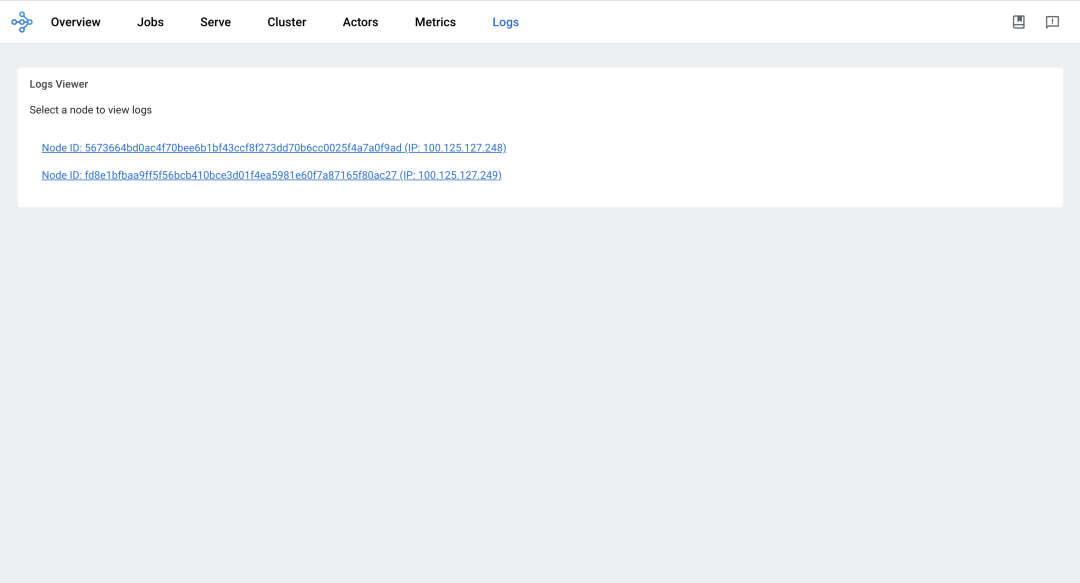 Overview Jobs Serve Cluster Actors Metrics Logs
Logs Viewer
Select a node to view logs
Node ID: 5673664bd0ac4f70bee6b1bf43ccf8f273dd70b6cc0025f4a7a0f9ad (IP: 100.125.127.248)
Node ID: fd8e1bfbaa9ff5f56bcb410bce3d01f4ea5981e60f7a87165f80ac27 (IP: 100.125.127.249)